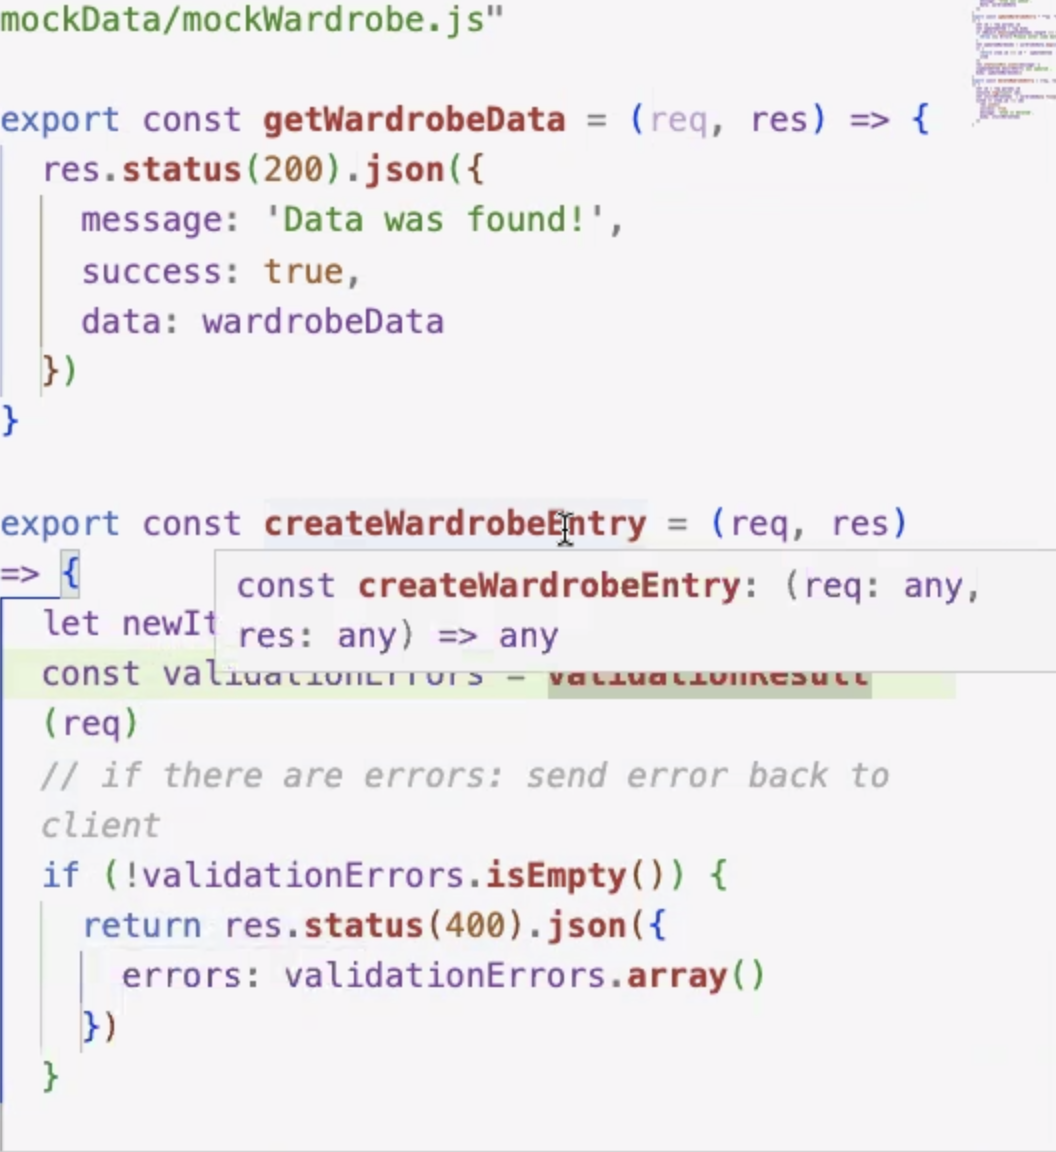 mockData/mockWardrobe.js"
export const getWardrobeData = (req, res) => {
res.status(200).json({
message: 'Data was found!',
success: true,
data: wardrobeData
})
}
export const createWardrobeEntry = (req, res)
=> {
const createWardrobeEntry: (req: any,
res: any) => any
let newIt
const validationErrors = validationResult
(req)
// if there are errors: send error back to
client
if (!validationErrors.isEmpty()) {
return res.status(400).json({
errors: validationErrors.array()
})
}